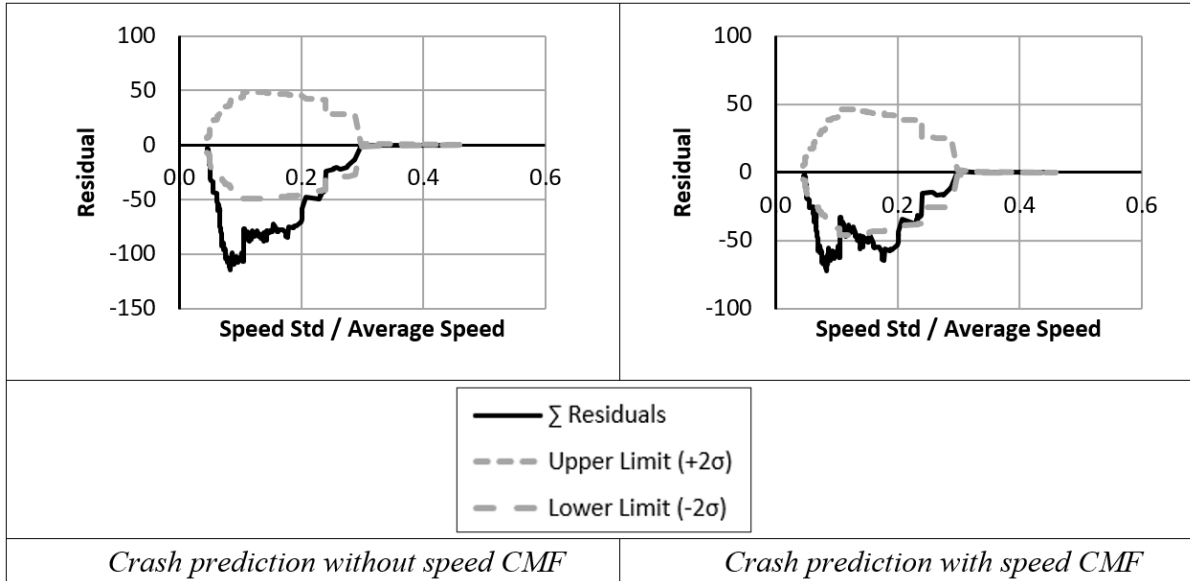 100
50
0
-50
-100
-150
0.0
0.2
0.4
0.6
Residual
Speed Std / Average Speed
100
50
0
-50
-100
0.0
0.2
0.4
0.6
Residual
Speed Std / Average Speed
∑ Residuals
Upper Limit (+2σ)
Lower Limit (-2σ)
Crash prediction without speed CMF
Crash prediction with speed CMF